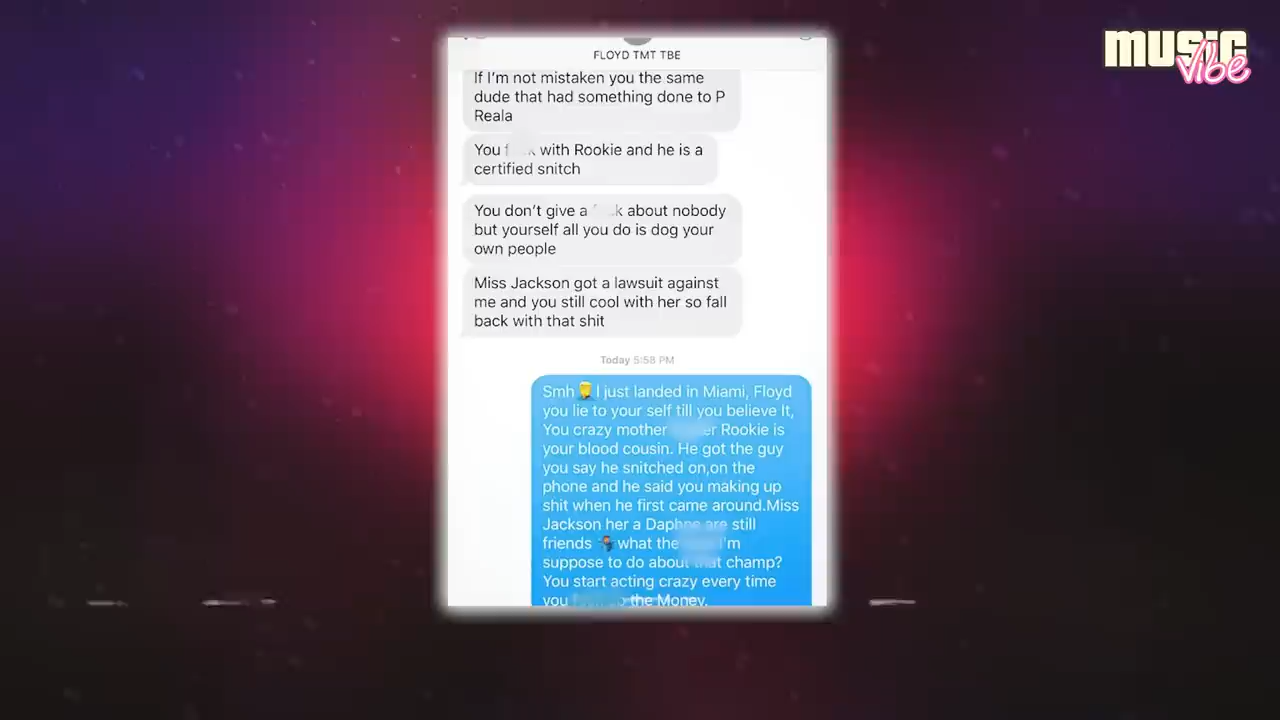 MUSIC
Vibe
FLOYD TMT TBE
If I'm not mistaken you the same
dude that had something done to P
Reala
You f k with Rookie and he is a
certified snitch
You don't give a k about nobody
but yourself all you do is dog your
own people
Miss Jackson got a lawsuit against
me and you still cool with her so fall
back with that shit
Today 5:58 PM
Smh I just landed in Miami, Floyd
you lie to your self till you believe It,
You crazy mother er Rookie is
your blood cousin. He got the guy
you say he snitched on,on the
phone and he said you making up
shit when he first came around.Miss
Jackson her a Daphne are still
friends what the I'm
suppose to do about that champ?
You start acting crazy every time
you the Money.